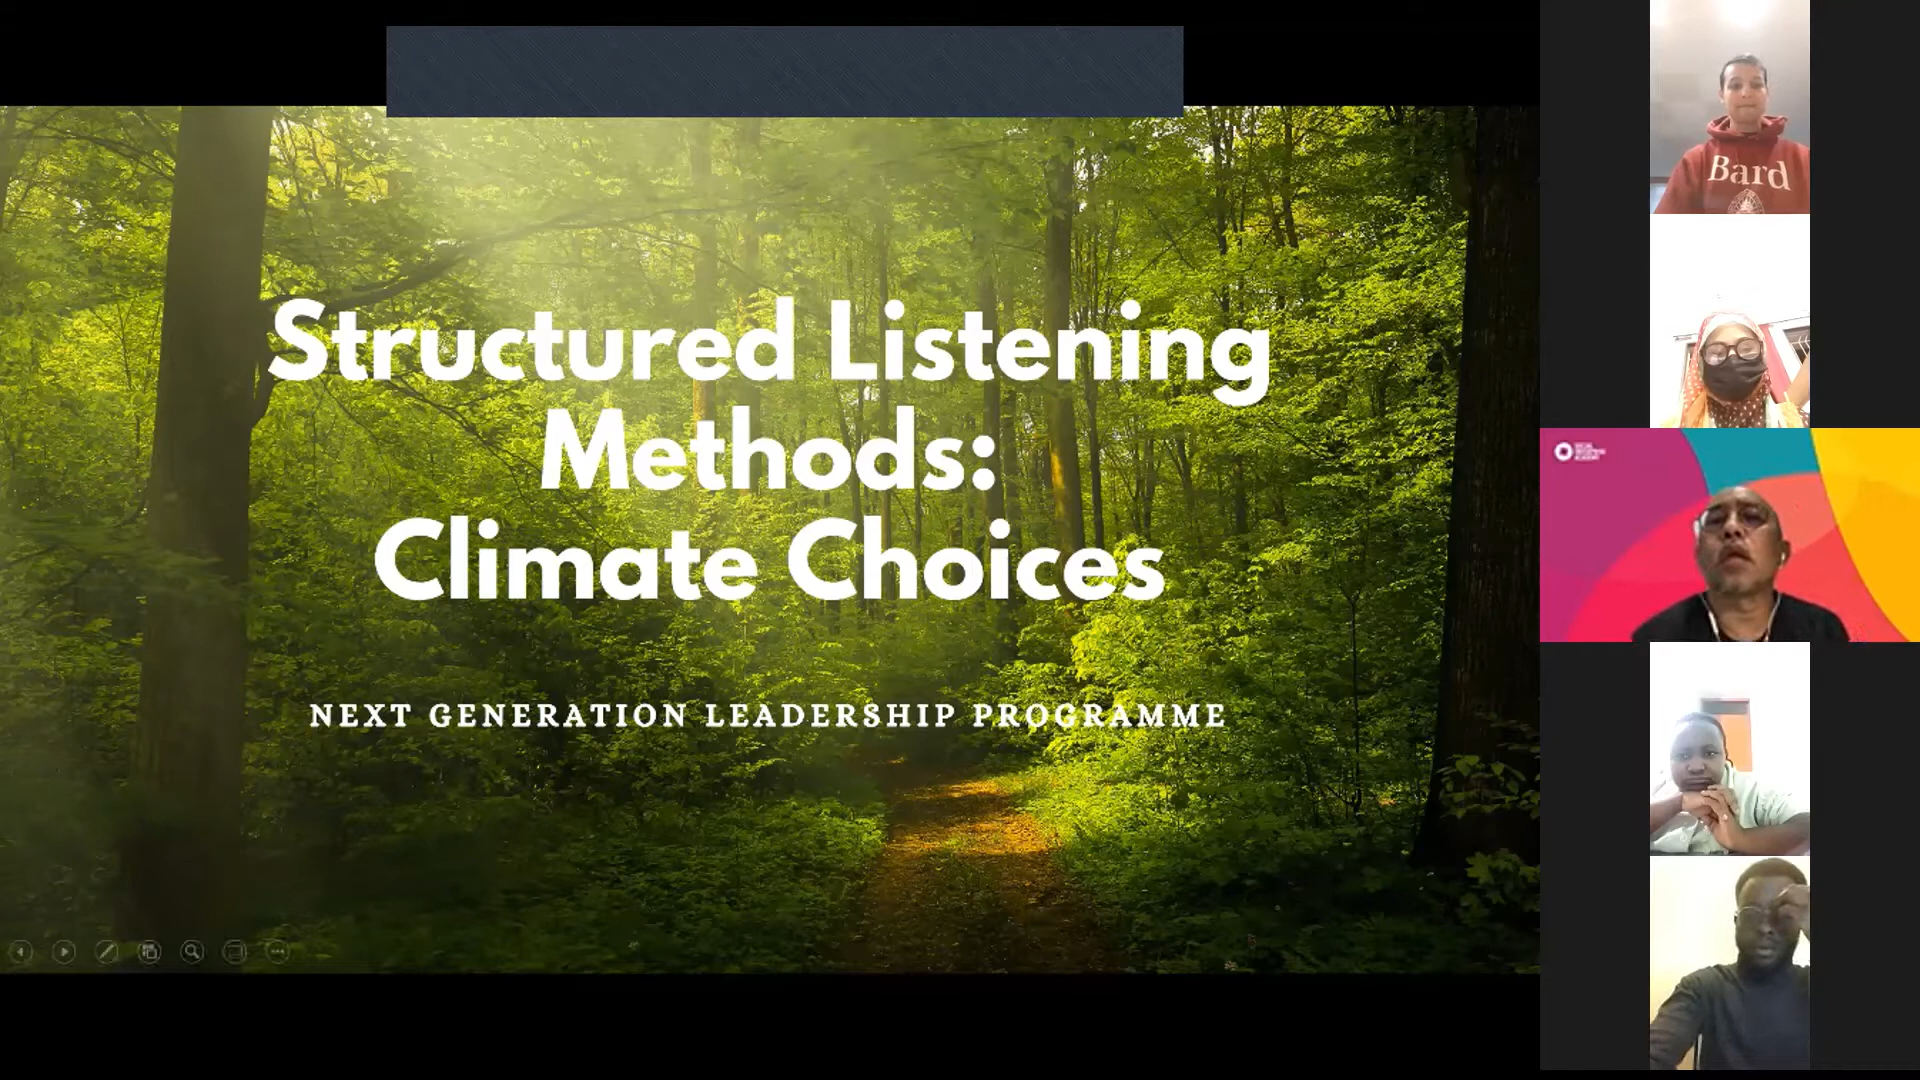 Structured Listening
Methods:
Climate Choices
NEXT GENERATION LEADERSHIP PROGRAMME
Bard